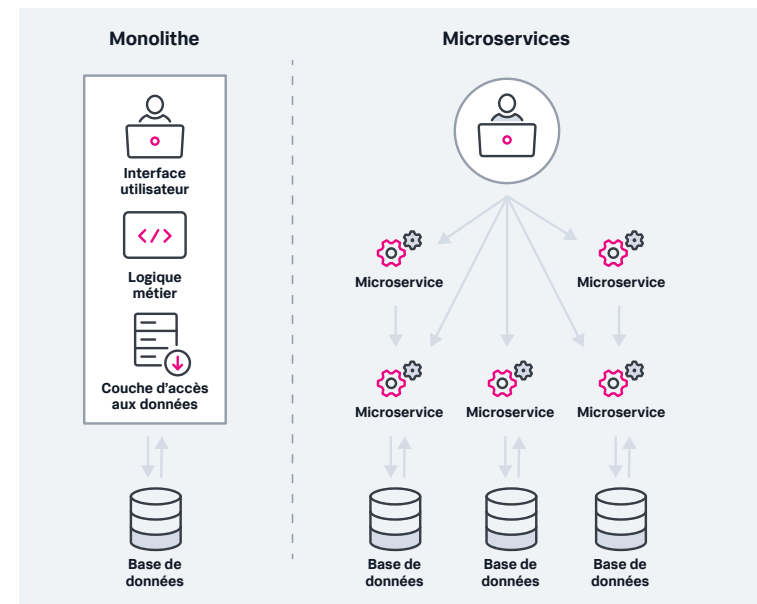 Monolithe
Interface
utilisateur
</>
Logique
métier
Couche d'accès
aux données
Base de
données
Microservices
Microservice
Microservice
Microservice
Microservice
Microservice
Base de
données
Base de
données
Base de
données